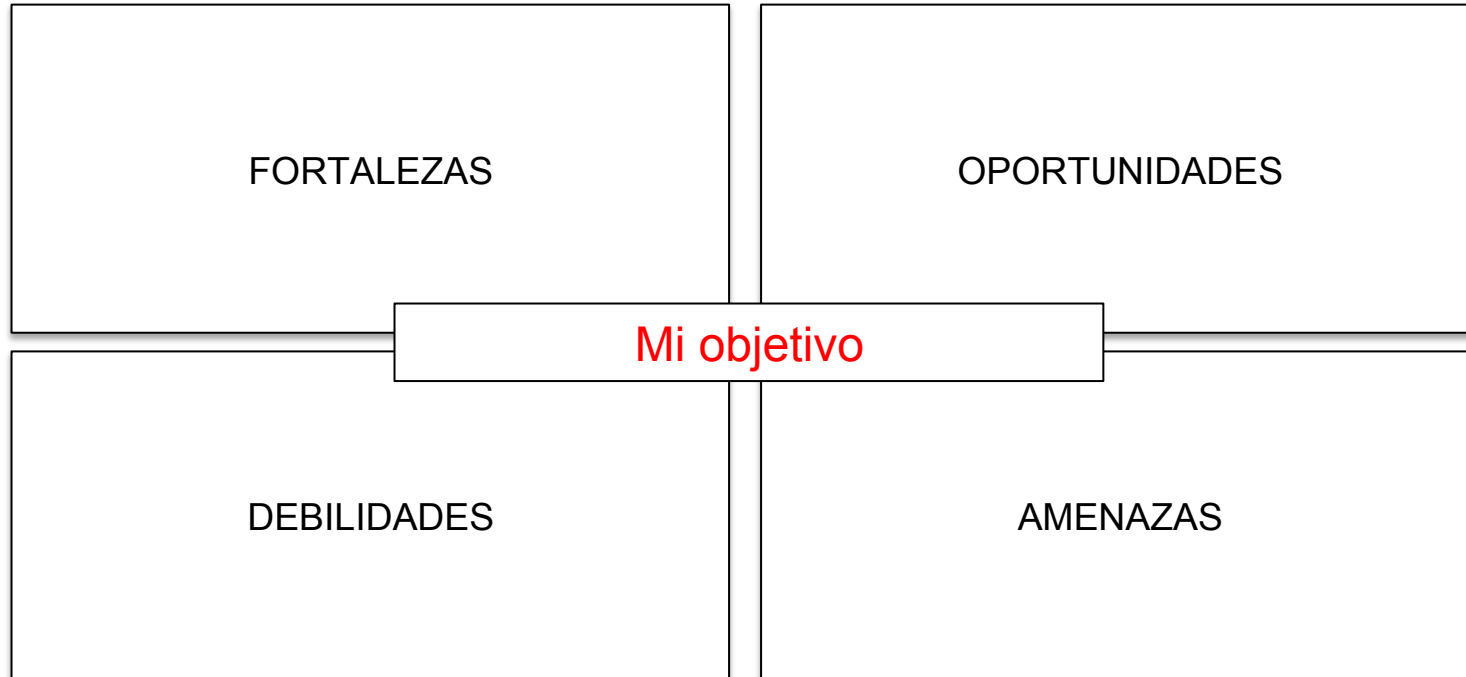 FORTALEZAS
OPORTUNIDADES
Mi objetivo
DEBILIDADES
AMENAZAS